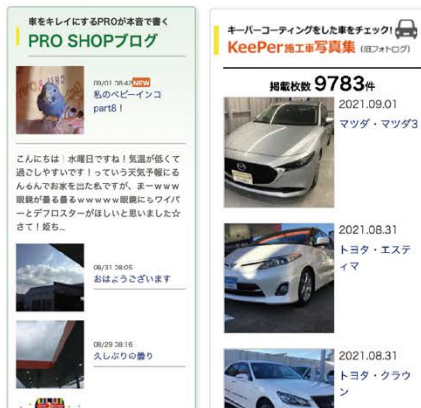 車をキレイにするPROが本音で書く
PRO SHOPブログ
09/01 08:42 NEW
私のベビーインコ
part8！
こんにちは｜水曜日ですね！気温が低くて
過ごしやすいです！っていう天気予報にる
んるんでお家を出た私ですが、まーwww
眼鏡が曇る曇るwwwww眼鏡にもワイパ
ーとデフロスターがほしいと思いました☆
さて！姫ち…
08/31 08:05
おはようございます
08/29 08:16
久しぶりの曇り
キーパーコーティングをした車をチェック!
KeePer施工車写真集 (旧フォトログ)
掲載枚数 9783件
2021.09.01
マツダ・マツダ3
2021.08.31
トヨタ・エステ
ィマ
2021.08.31
トヨタ・クラウ
ン